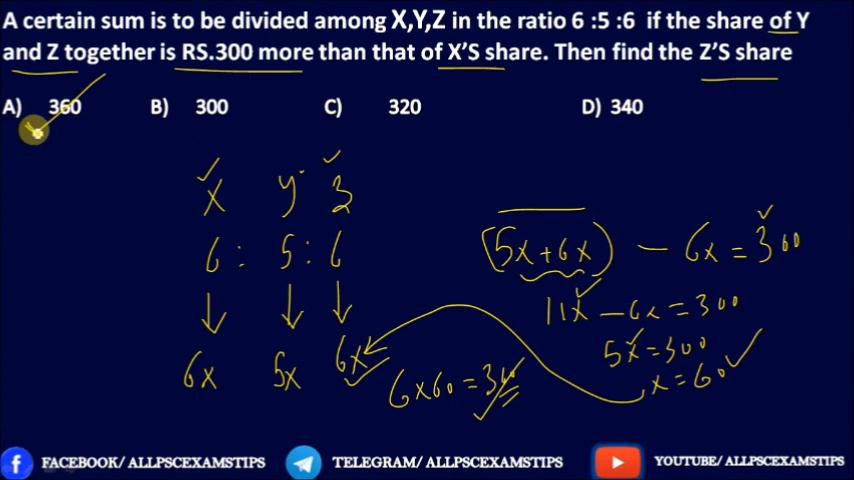 A certain sum is to be divided among X,Y,Z in the ratio 6 :5 :6 if the share of Y
and Z together is RS.300 more than that of X'S share. Then find the Z'S share
A) 360 B) 300 C) 320 D) 340
X y 3
6 : 5 : 6
(5x+6x) - 6x = 300
11x - 6x = 300
6x 5x 6x
5x = 300
x = 60
6x60 = 360
FACEBOOK/ ALLPSCEXAMSTIPS TELEGRAM/ ALLPSCEXAMSTIPS YOUTUBE/ ALLPSCEXAMSTIPS